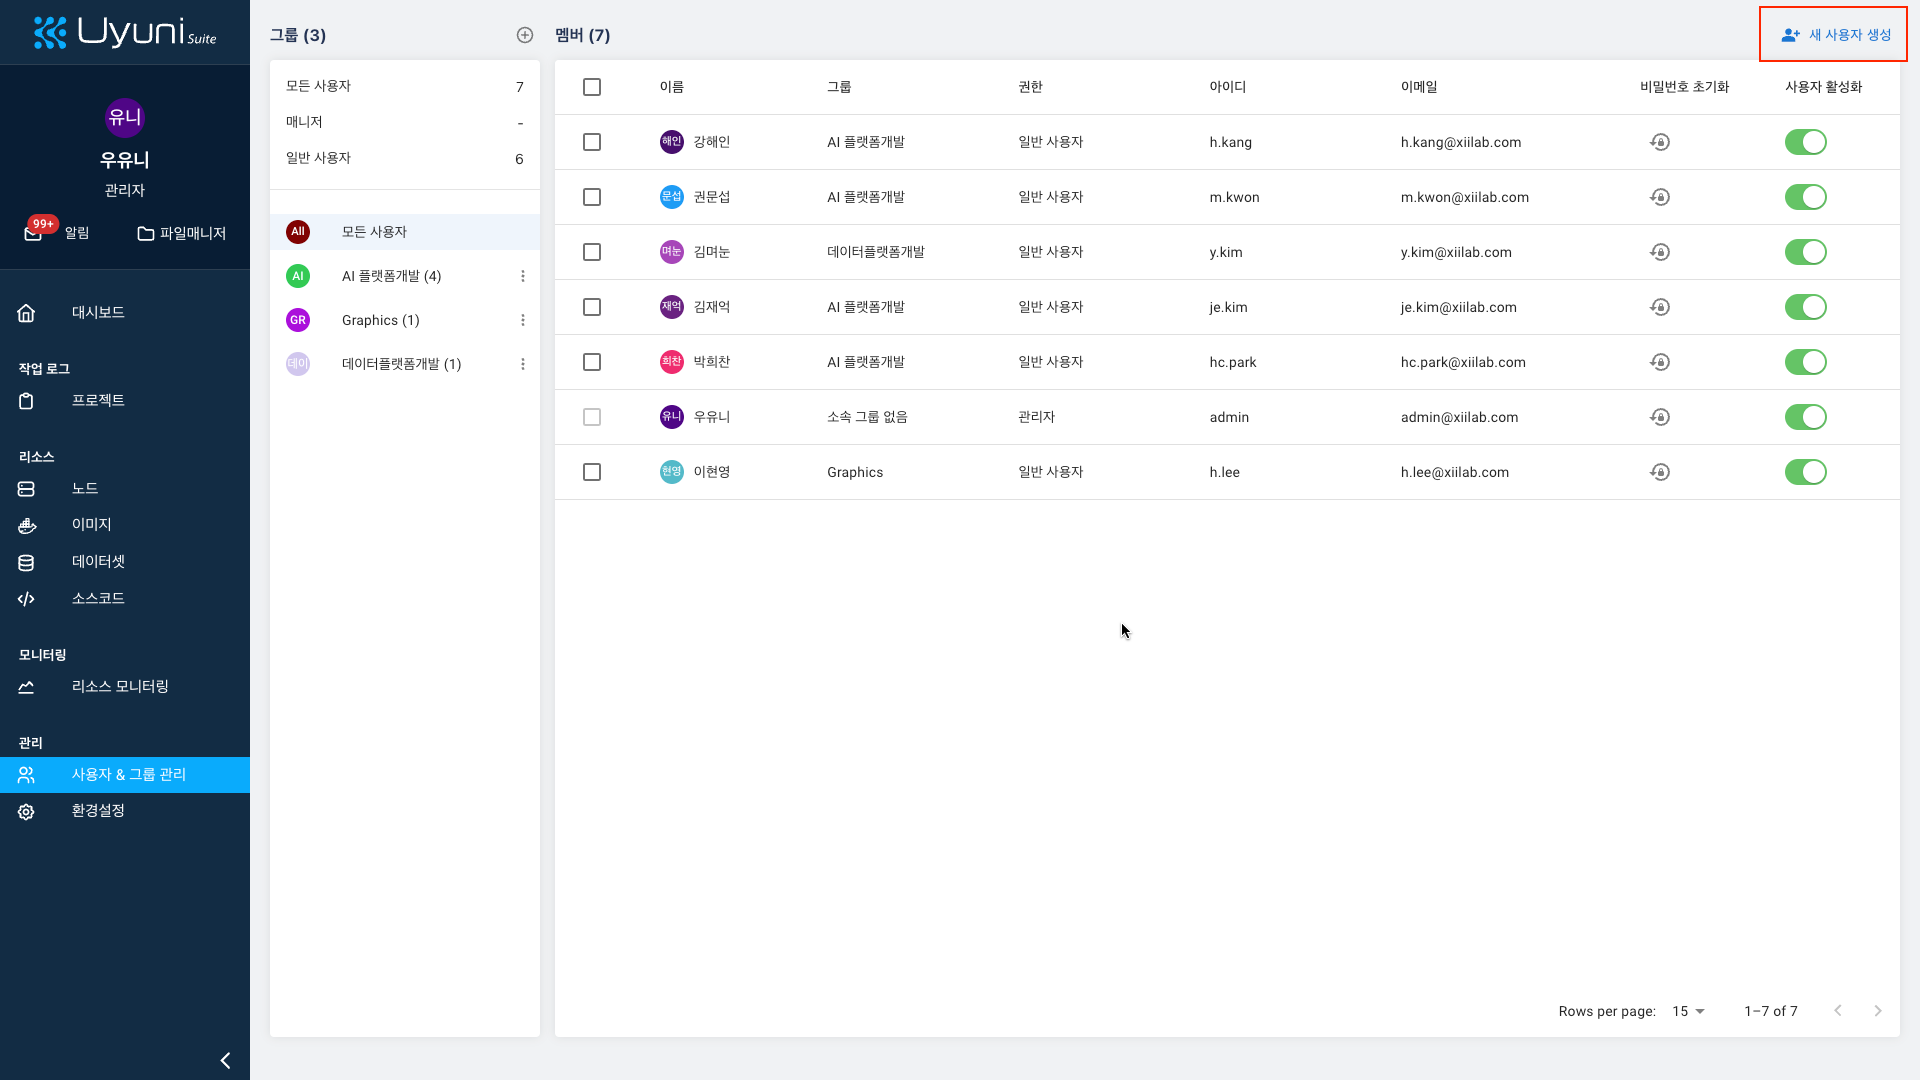 Uyuni Suite
유니
우유니
관리자
99+
알림
파일매니저
대시보드
작업 로그
프로젝트
리소스
노드
이미지
데이터셋
소스코드
모니터링
리소스 모니터링
관리
사용자 & 그룹 관리
환경설정
그룹 (3)
모든 사용자 7
매니저 -
일반 사용자 6
All 모든 사용자
AI AI 플랫폼개발 (4)
GR Graphics (1)
데이 데이터플랫폼개발 (1)
멤버 (7)
새 사용자 생성
이름 그룹 권한 아이디 이메일 비밀번호 초기화 사용자 활성화
해인 강해인 AI 플랫폼개발 일반 사용자 h.kang h.kang@xiilab.com
문섭 권문섭 AI 플랫폼개발 일반 사용자 m.kwon m.kwon@xiilab.com
며눈 김며눈 데이터플랫폼개발 일반 사용자 y.kim y.kim@xiilab.com
재억 김재억 AI 플랫폼개발 일반 사용자 je.kim je.kim@xiilab.com
희찬 박희찬 AI 플랫폼개발 일반 사용자 hc.park hc.park@xiilab.com
유니 우유니 소속 그룹 없음 관리자 admin admin@xiilab.com
현영 이현영 Graphics 일반 사용자 h.lee h.lee@xiilab.com
Rows per page: 15 1–7 of 7